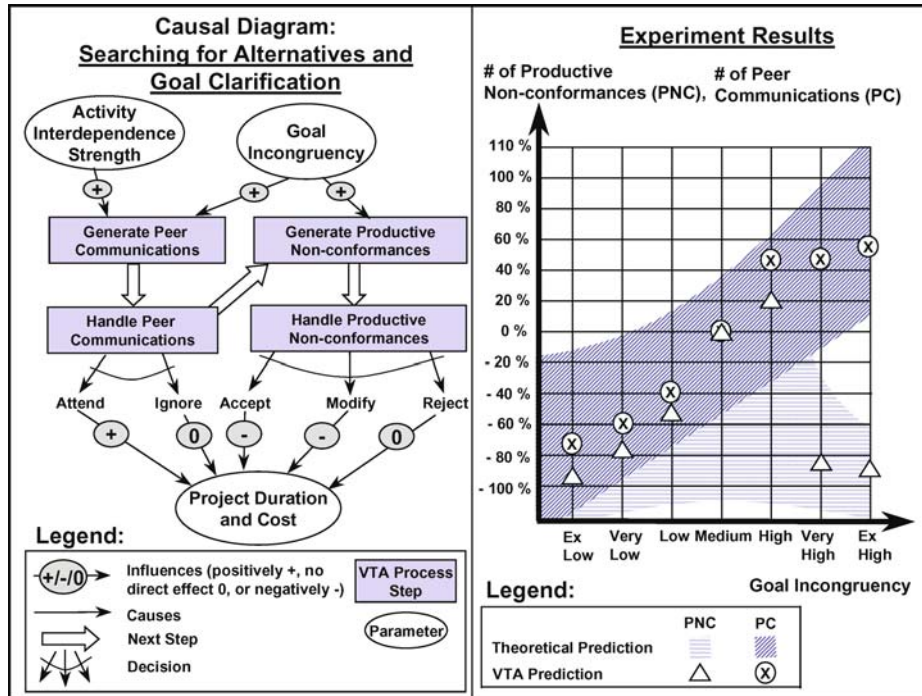 Causal Diagram:
Searching for Alternatives and
Goal Clarification
Activity
Interdependence
Strength
Goal
Incongruency
+
+
+
Generate Peer
Communications
Generate Productive
Non-conformances
Handle Peer
Communications
Handle Productive
Non-conformances
Attend
Ignore
Accept
Modify
Reject
+
0
-
-
0
Project Duration
and Cost
Legend:
+/-/0
Influences (positively +, no
direct effect 0, or negatively -)
Causes
Next Step
Decision
VTA Process
Step
Parameter
Experiment Results
# of Productive
Non-conformances (PNC),
# of Peer
Communications (PC)
110 %
100 %
80 %
60 %
40 %
20 %
0 %
- 20 %
- 40 %
- 60 %
- 80 %
- 100 %
X
X
X
X
X
X
X
Ex
Low
Very
Low
Low
Medium
High
Very
High
Ex
High
Goal Incongruency
Legend:
PNC
PC
Theoretical Prediction
VTA Prediction
X